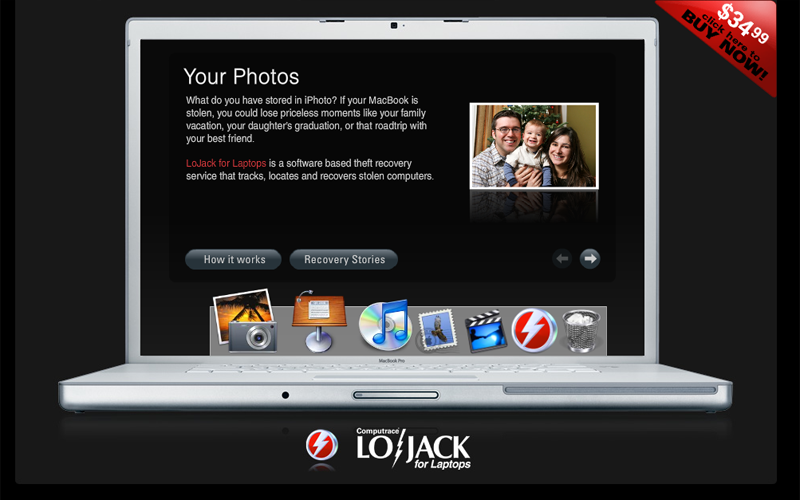 $34.99
click here to
BUY NOW!
Your Photos
What do you have stored in iPhoto? If your MacBook is
stolen, you could lose priceless moments like your family
vacation, your daughter's graduation, or that roadtrip with
your best friend.
LoJack for Laptops is a software based theft recovery
service that tracks, locates and recovers stolen computers.
How it works
Recovery Stories
MacBook Pro
Computrace
LOJACK
for Laptops